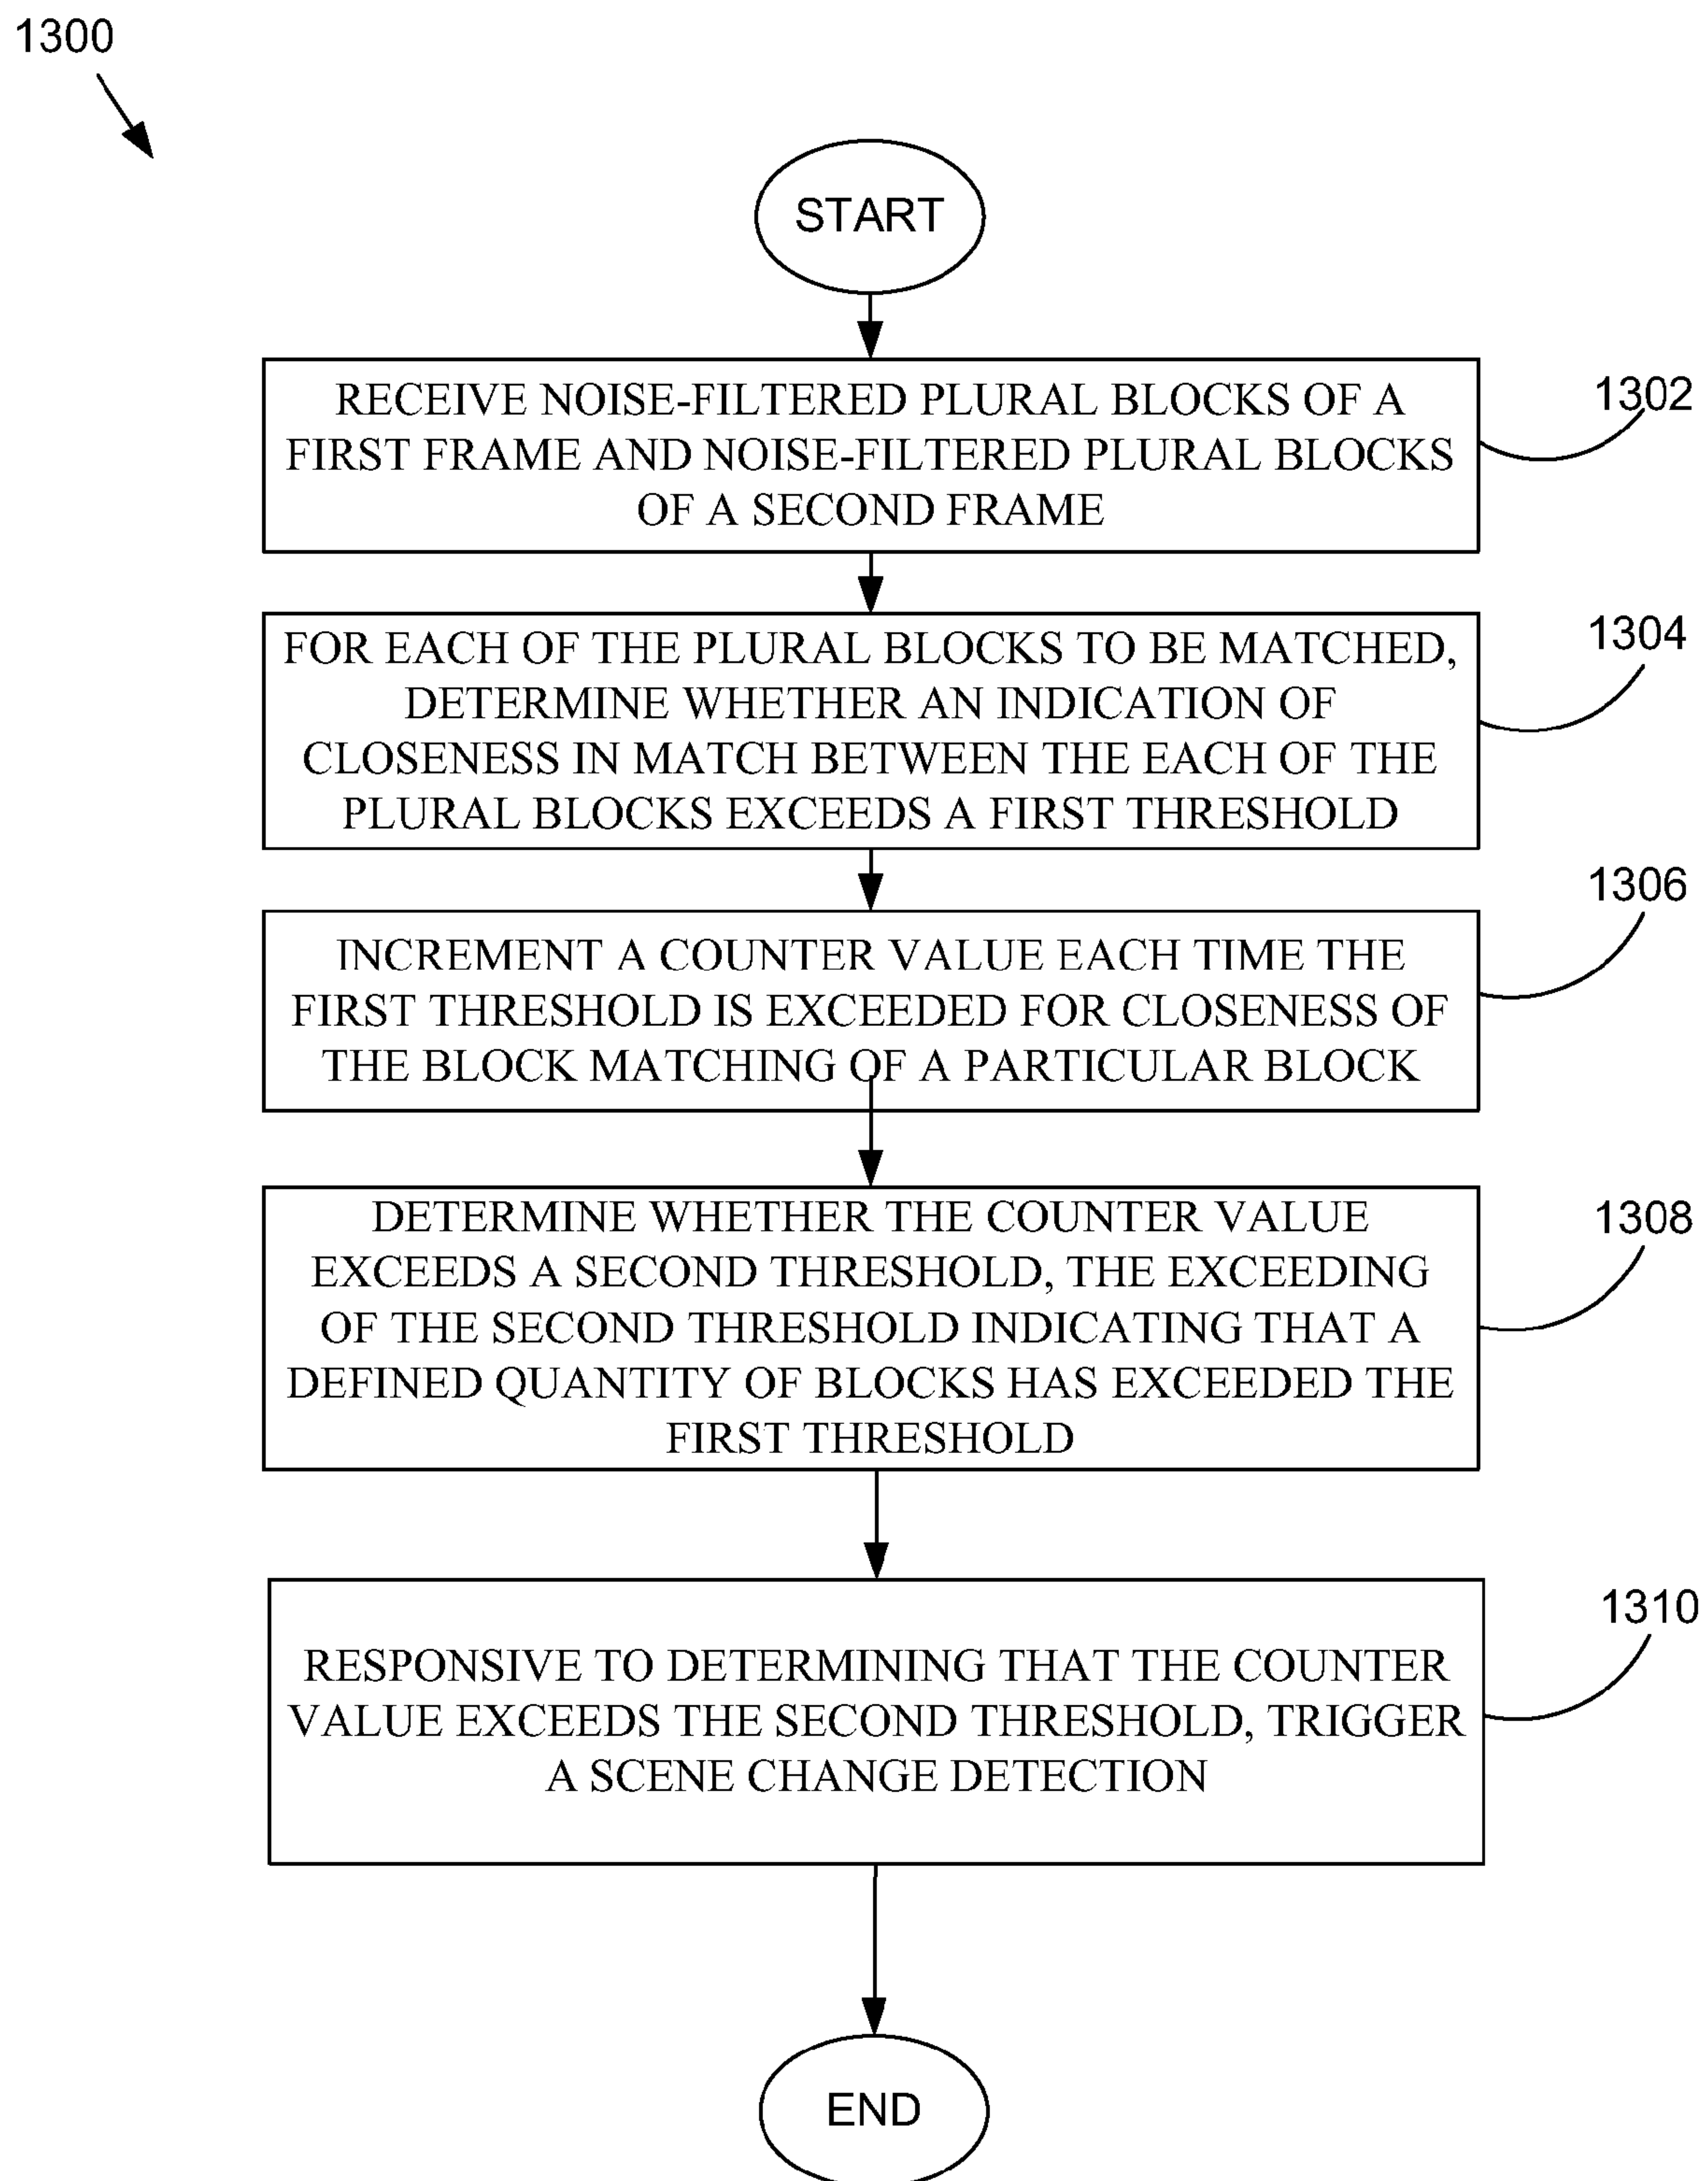 1300
START
RECEIVE NOISE-FILTERED PLURAL BLOCKS OF A
FIRST FRAME AND NOISE-FILTERED PLURAL BLOCKS
OF A SECOND FRAME
1302
FOR EACH OF THE PLURAL BLOCKS TO BE MATCHED,
DETERMINE WHETHER AN INDICATION OF
CLOSENESS IN MATCH BETWEEN THE EACH OF THE
PLURAL BLOCKS EXCEEDS A FIRST THRESHOLD
1304
INCREMENT A COUNTER VALUE EACH TIME THE
FIRST THRESHOLD IS EXCEEDED FOR CLOSENESS OF
THE BLOCK MATCHING OF A PARTICULAR BLOCK
1306
DETERMINE WHETHER THE COUNTER VALUE
EXCEEDS A SECOND THRESHOLD, THE EXCEEDING
OF THE SECOND THRESHOLD INDICATING THAT A
DEFINED QUANTITY OF BLOCKS HAS EXCEEDED THE
FIRST THRESHOLD
1308
RESPONSIVE TO DETERMINING THAT THE COUNTER
VALUE EXCEEDS THE SECOND THRESHOLD, TRIGGER
A SCENE CHANGE DETECTION
1310
END